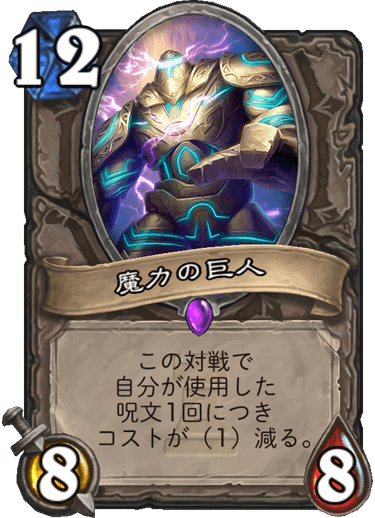 12
魔力の巨人
この対戦で
自分が使用した
呪文1回につき
コストが（1）減る。
8
8